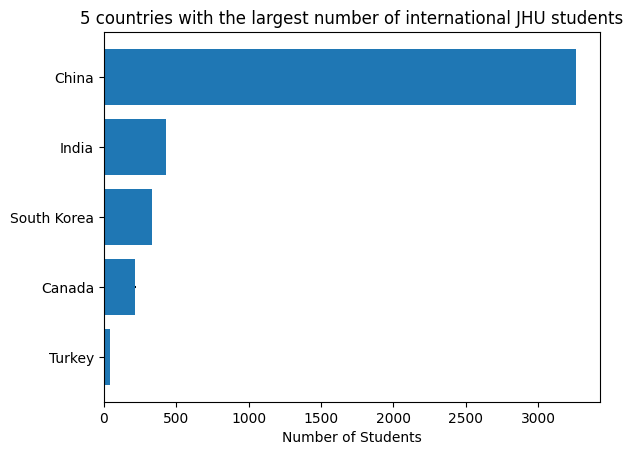 5 countries with the largest number of international JHU students
China
India
South Korea
Canada
Turkey
0 500 1000 1500 2000 2500 3000
Number of Students